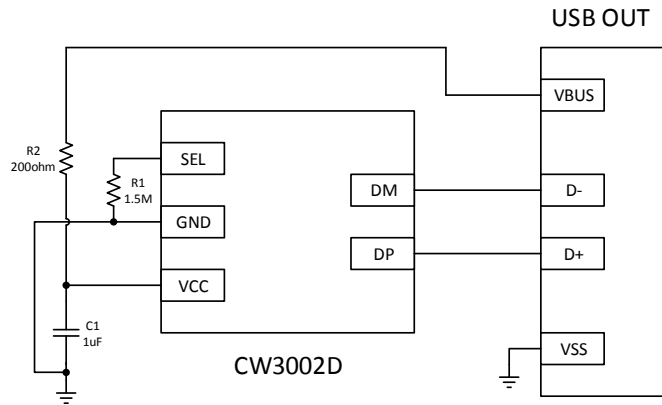 USB OUT
VBUS
R2
200ohm
SEL
R1
1.5M
DM
D-
GND
DP
D+
VCC
C1
1uF
VSS
CW3002D